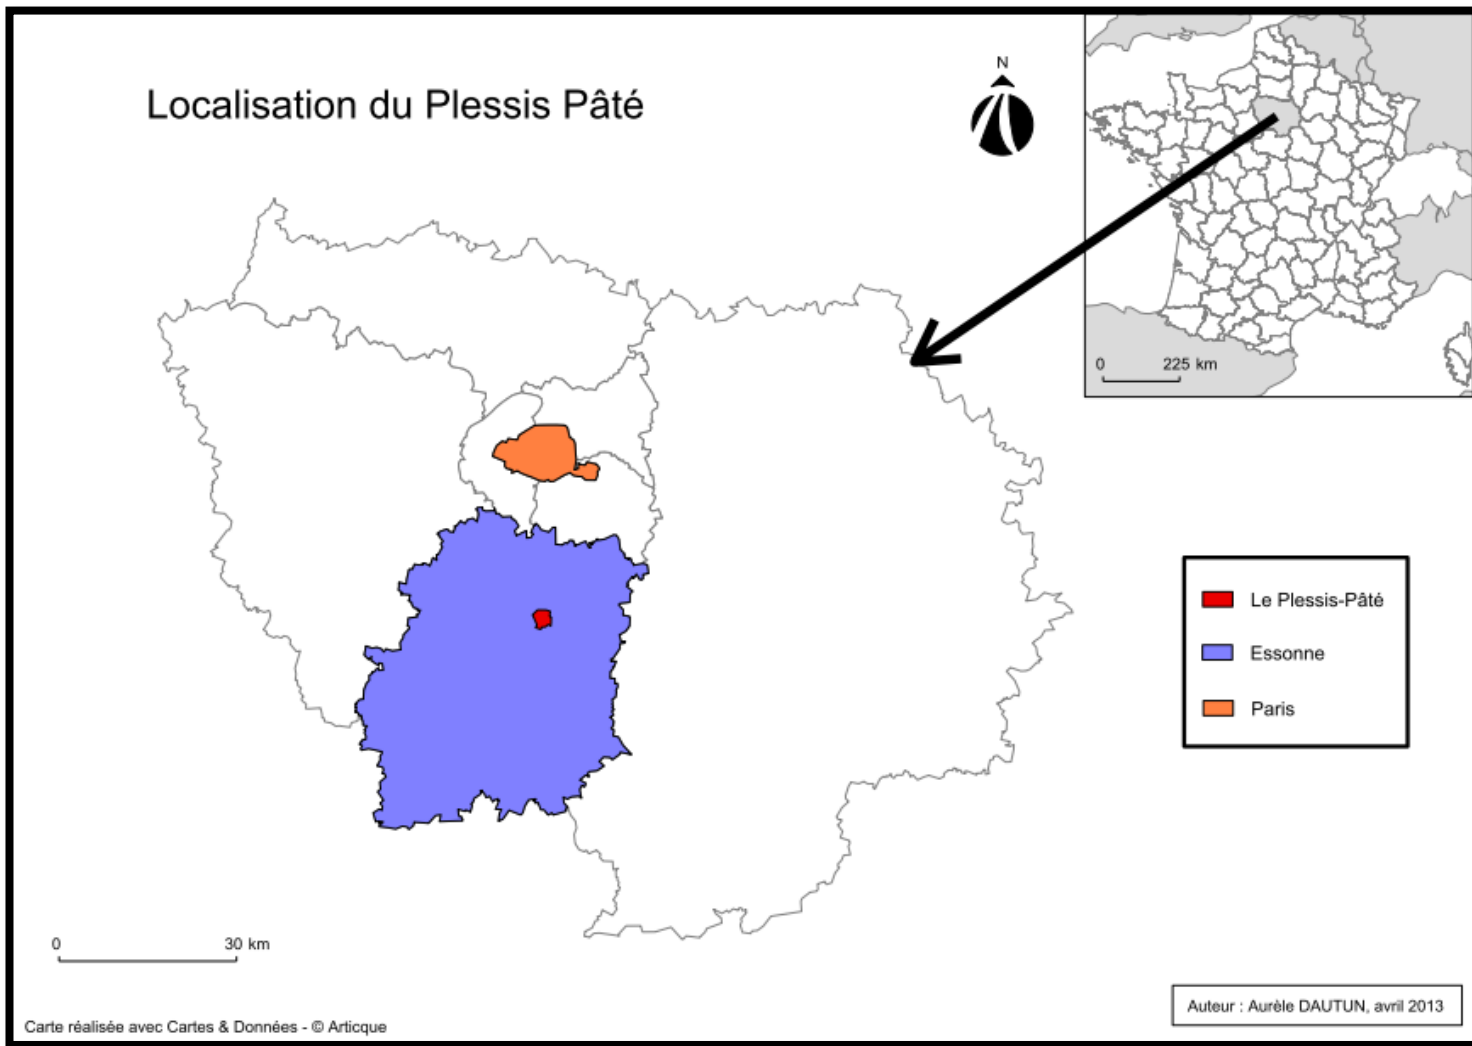 Localisation du Plessis Pâté
N
0 225 km
Le Plessis-Pâté
Essonne
Paris
0 30 km
Auteur : Aurèle DAUTUN, avril 2013
Carte réalisée avec Cartes & Données - © Articque